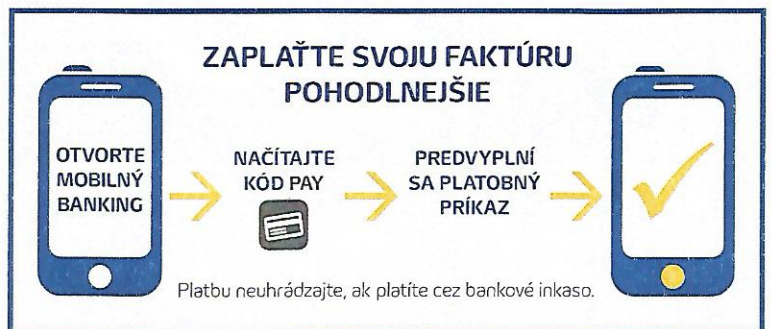 ZAPLAŤTE SVOJU FAKTÚRU
POHODLNEJŠIE
OTVORTE
MOBILNÝ
BANKING
NAČÍTAJTE
KÓD PAY
PREDVYPLNÍ
SA PLATOBNÝ
PRÍKAZ
Platbu neuhrádzajte, ak platíte cez bankové inkaso.